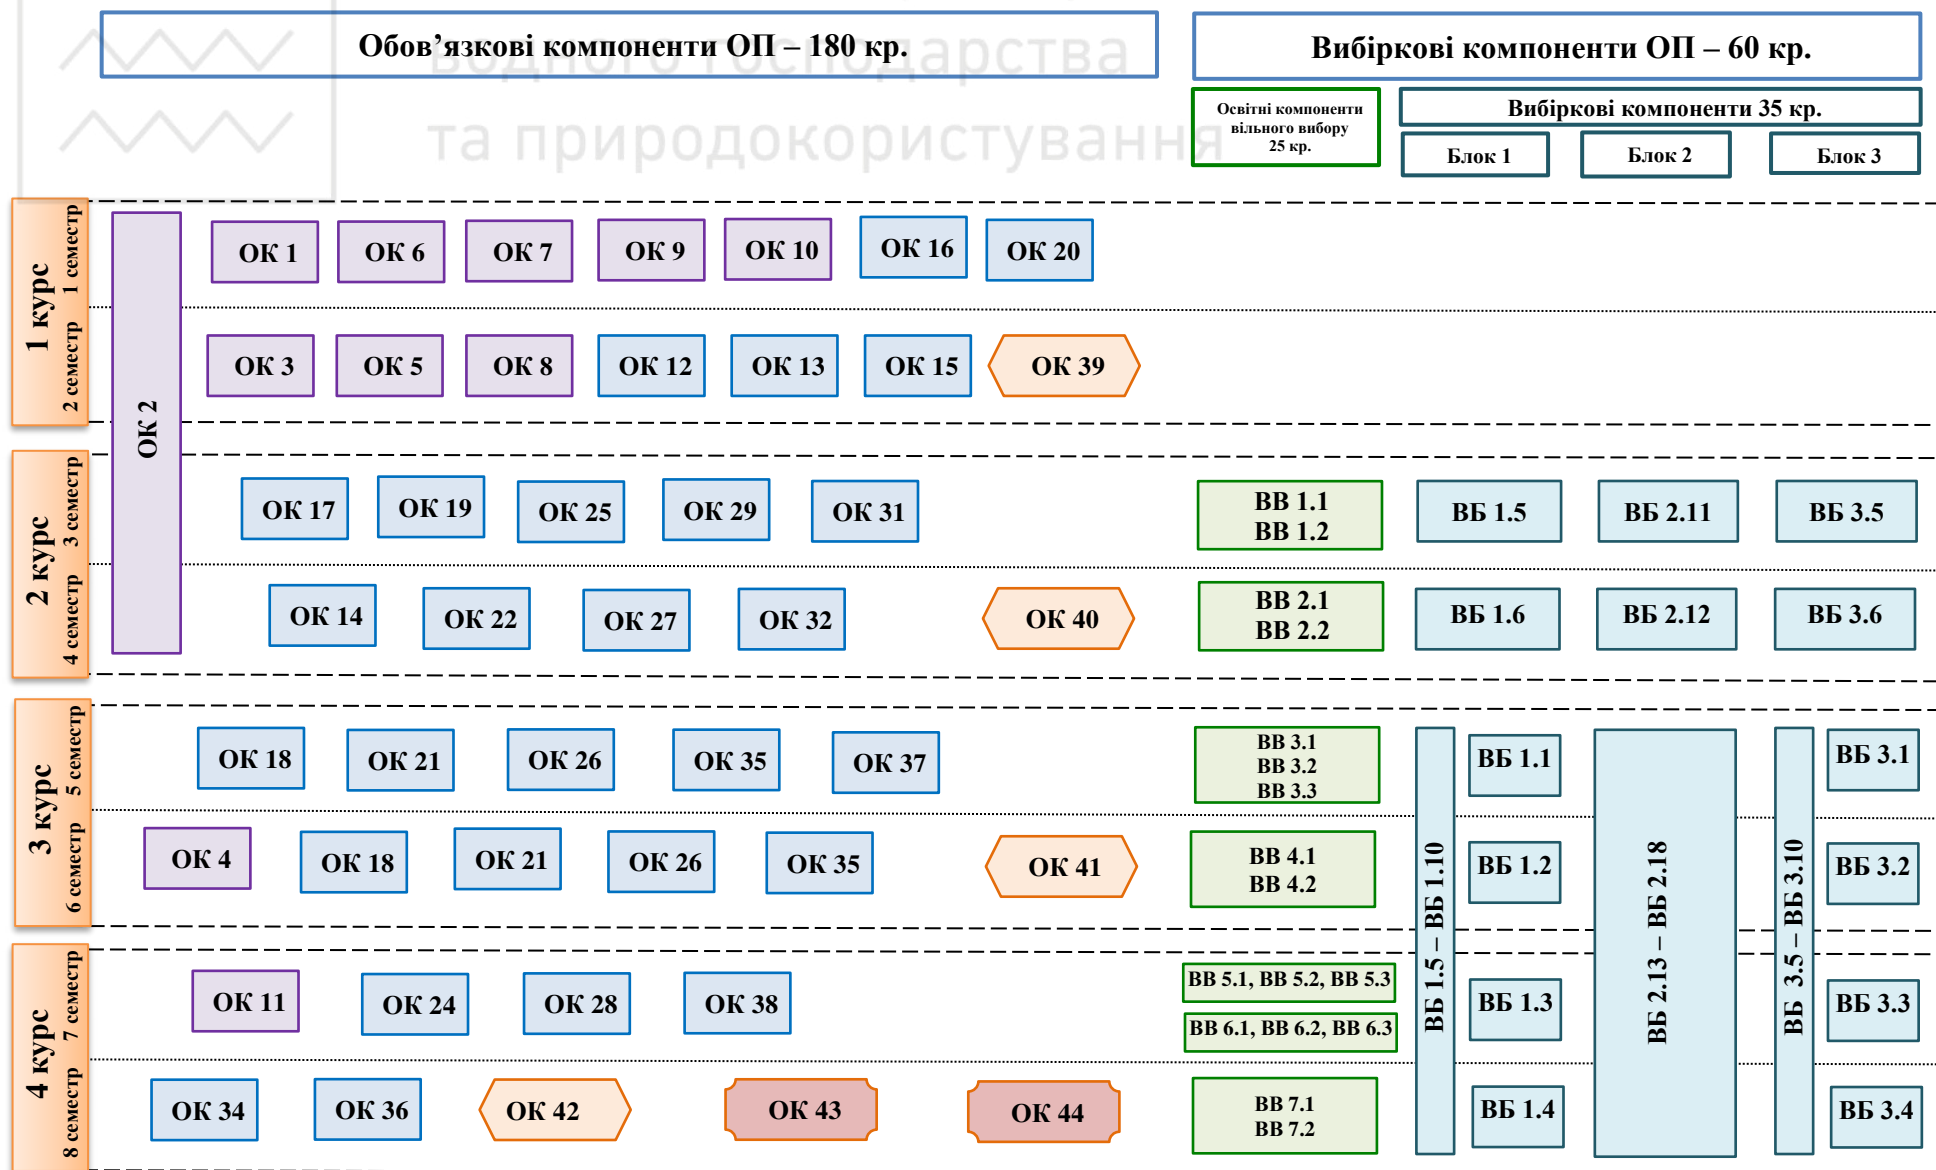 водного господарства
та природокористування
Обов’язкові компоненти ОП – 180 кр.
Вибіркові компоненти ОП – 60 кр.
Освітні компоненти
вільного вибору
25 кр.
Вибіркові компоненти 35 кр.
Блок 1
Блок 2
Блок 3
1 курс
1 семестр
2 семестр
ОК 2
ОК 1
ОК 6
ОК 7
ОК 9
ОК 10
ОК 16
ОК 20
ОК 3
ОК 5
ОК 8
ОК 12
ОК 13
ОК 15
ОК 39
2 курс
3 семестр
4 семестр
ОК 17
ОК 19
ОК 25
ОК 29
ОК 31
ВВ 1.1
ВВ 1.2
ВБ 1.5
ВБ 2.11
ВБ 3.5
ОК 14
ОК 22
ОК 27
ОК 32
ОК 40
ВВ 2.1
ВВ 2.2
ВБ 1.6
ВБ 2.12
ВБ 3.6
3 курс
5 семестр
6 семестр
ОК 18
ОК 21
ОК 26
ОК 35
ОК 37
ВВ 3.1
ВВ 3.2
ВВ 3.3
ВБ 1.5 – ВБ 1.10
ВБ 1.1
ВБ 2.13 – ВБ 2.18
ВБ 3.5 – ВБ 3.10
ВБ 3.1
ОК 4
ОК 18
ОК 21
ОК 26
ОК 35
ОК 41
ВВ 4.1
ВВ 4.2
ВБ 1.2
ВБ 3.2
4 курс
7 семестр
8 семестр
ОК 11
ОК 24
ОК 28
ОК 38
ВВ 5.1, ВВ 5.2, ВВ 5.3
ВВ 6.1, ВВ 6.2, ВВ 6.3
ВБ 1.3
ВБ 3.3
ОК 34
ОК 36
ОК 42
ОК 43
ОК 44
ВВ 7.1
ВВ 7.2
ВБ 1.4
ВБ 3.4